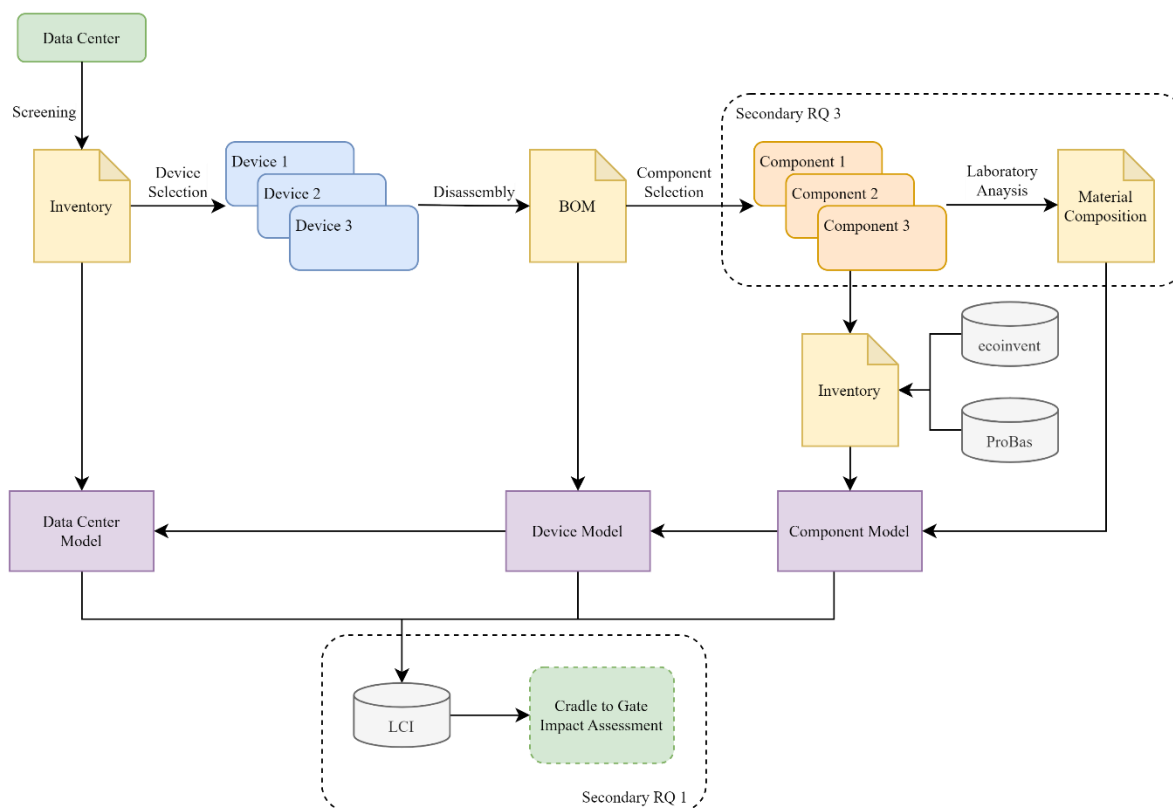 Data Center
Screening
Secondary RQ 3
Inventory
Device
Selection
Device 1
Device 2
Device 3
Disassembly
BOM
Component
Selection
Component 1
Component 2
Component 3
Laboratory
Anaysis
Material
Composition
ecoinvent
Inventory
ProBas
Data Center
Model
Device Model
Component Model
LCI
Cradle to Gate
Impact Assessment
Secondary RQ 1